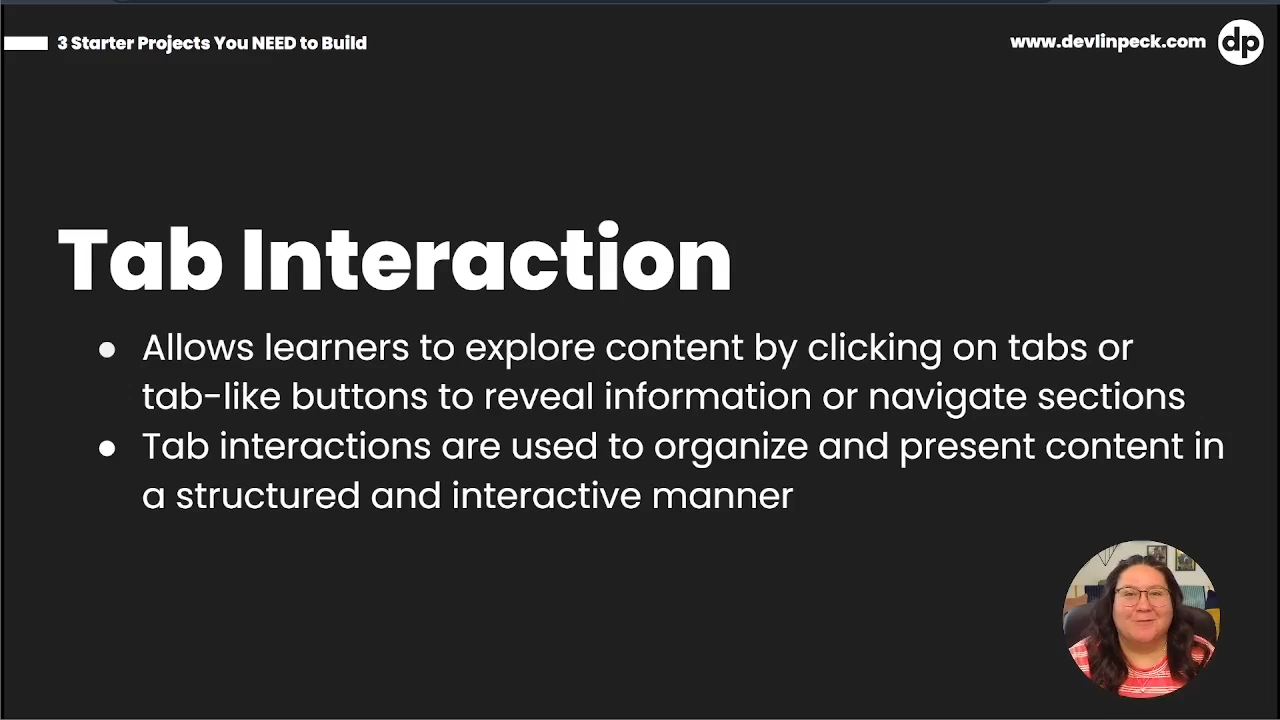 3 Starter Projects You NEED to Build
www.devlinpeck.com dp
Tab Interaction
● Allows learners to explore content by clicking on tabs or
tab-like buttons to reveal information or navigate sections
● Tab interactions are used to organize and present content in
a structured and interactive manner